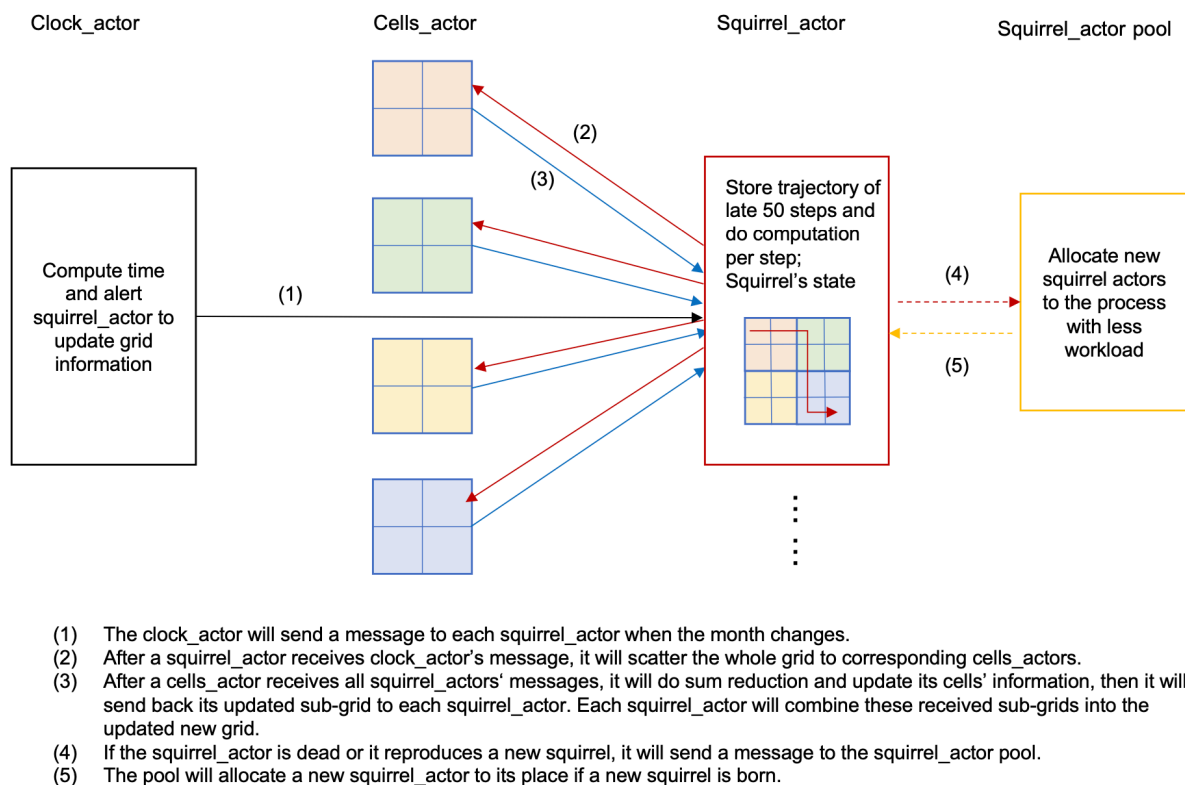 Clock_actor
Cells_actor
Squirrel_actor
Squirrel_actor pool
Compute time
and alert
squirrel_actor to
update grid
information
(1)
(2)
(3)
Store trajectory of
late 50 steps and
do computation
per step;
Squirrel's state
(4)
(5)
Allocate new
squirrel actors
to the process
with less
workload
(1) The clock_actor will send a message to each squirrel_actor when the month changes.
(2) After a squirrel_actor receives clock_actor's message, it will scatter the whole grid to corresponding cells_actors.
(3) After a cells_actor receives all squirrel_actors' messages, it will do sum reduction and update its cells' information, then it will
send back its updated sub-grid to each squirrel_actor. Each squirrel_actor will combine these received sub-grids into the
updated new grid.
(4) If the squirrel_actor is dead or it reproduces a new squirrel, it will send a message to the squirrel_actor pool.
(5) The pool will allocate a new squirrel_actor to its place if a new squirrel is born.